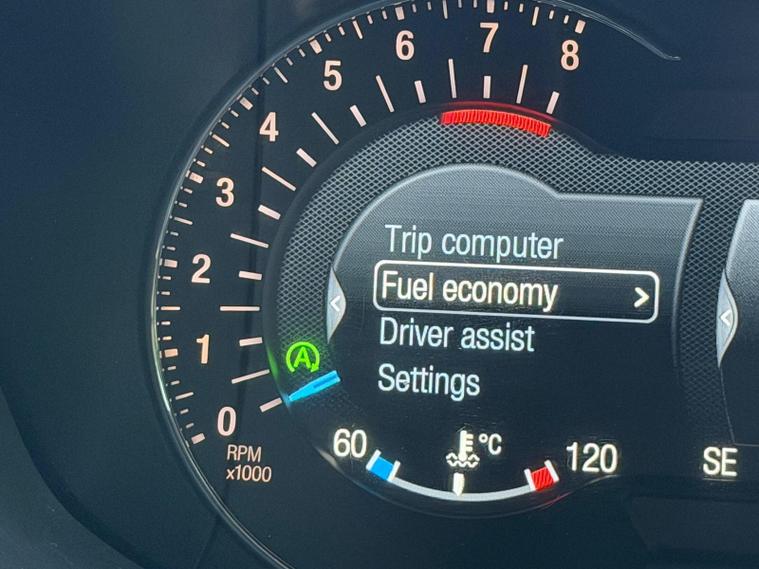 8
7
6
5
4
3
2
1
0
RPM
x1000
A
Trip computer
Fuel economy >
Driver assist
Settings
60
°C
120
SE